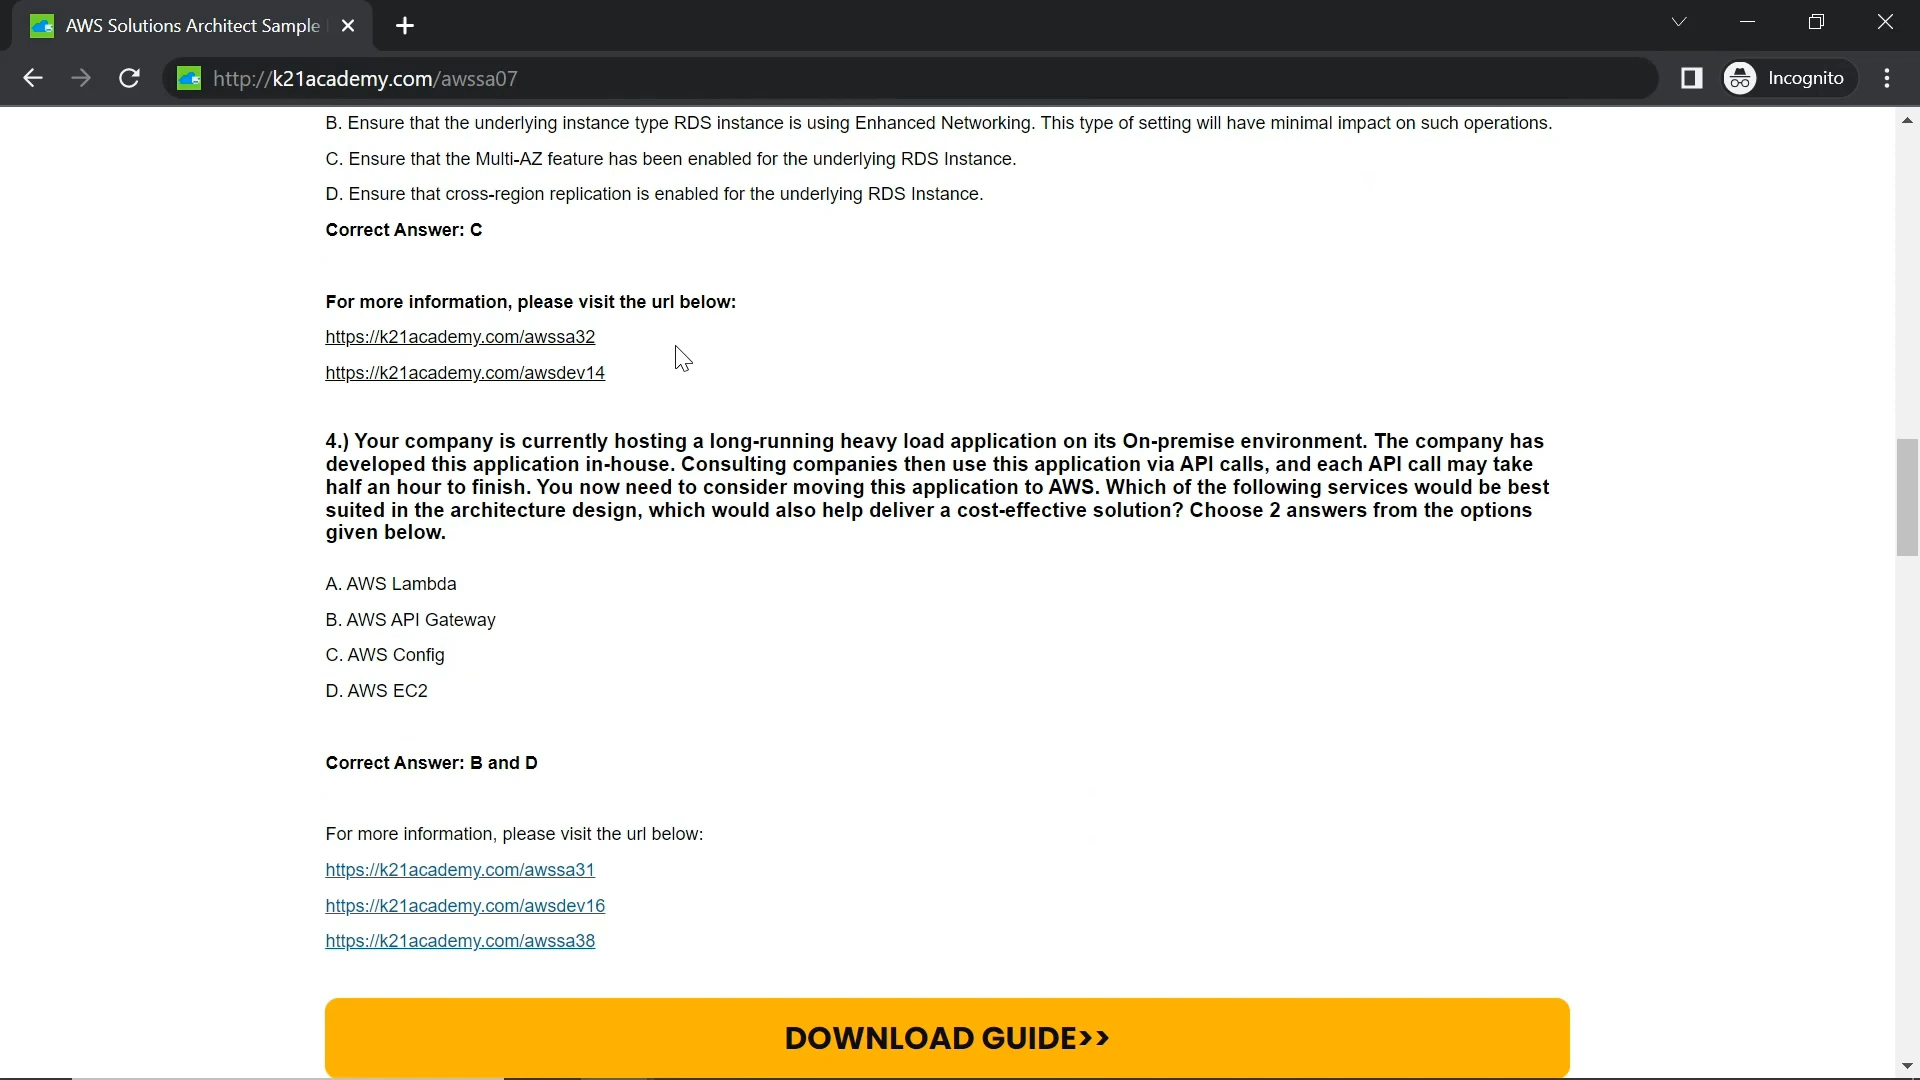 AWS Solutions Architect Sample
http://k21academy.com/awssa07
Incognito
B. Ensure that the underlying instance type RDS instance is using Enhanced Networking. This type of setting will have minimal impact on such operations.
C. Ensure that the Multi-AZ feature has been enabled for the underlying RDS Instance.
D. Ensure that cross-region replication is enabled for the underlying RDS Instance.
Correct Answer: C
For more information, please visit the url below:
https://k21academy.com/awssa32
https://k21academy.com/awsdev14
4.) Your company is currently hosting a long-running heavy load application on its On-premise environment. The company has
developed this application in-house. Consulting companies then use this application via API calls, and each API call may take
half an hour to finish. You now need to consider moving this application to AWS. Which of the following services would be best
suited in the architecture design, which would also help deliver a cost-effective solution? Choose 2 answers from the options
given below.
A. AWS Lambda
B. AWS API Gateway
C. AWS Config
D. AWS EC2
Correct Answer: B and D
For more information, please visit the url below:
https://k21academy.com/awssa31
https://k21academy.com/awsdev16
https://k21academy.com/awssa38
DOWNLOAD GUIDE>>